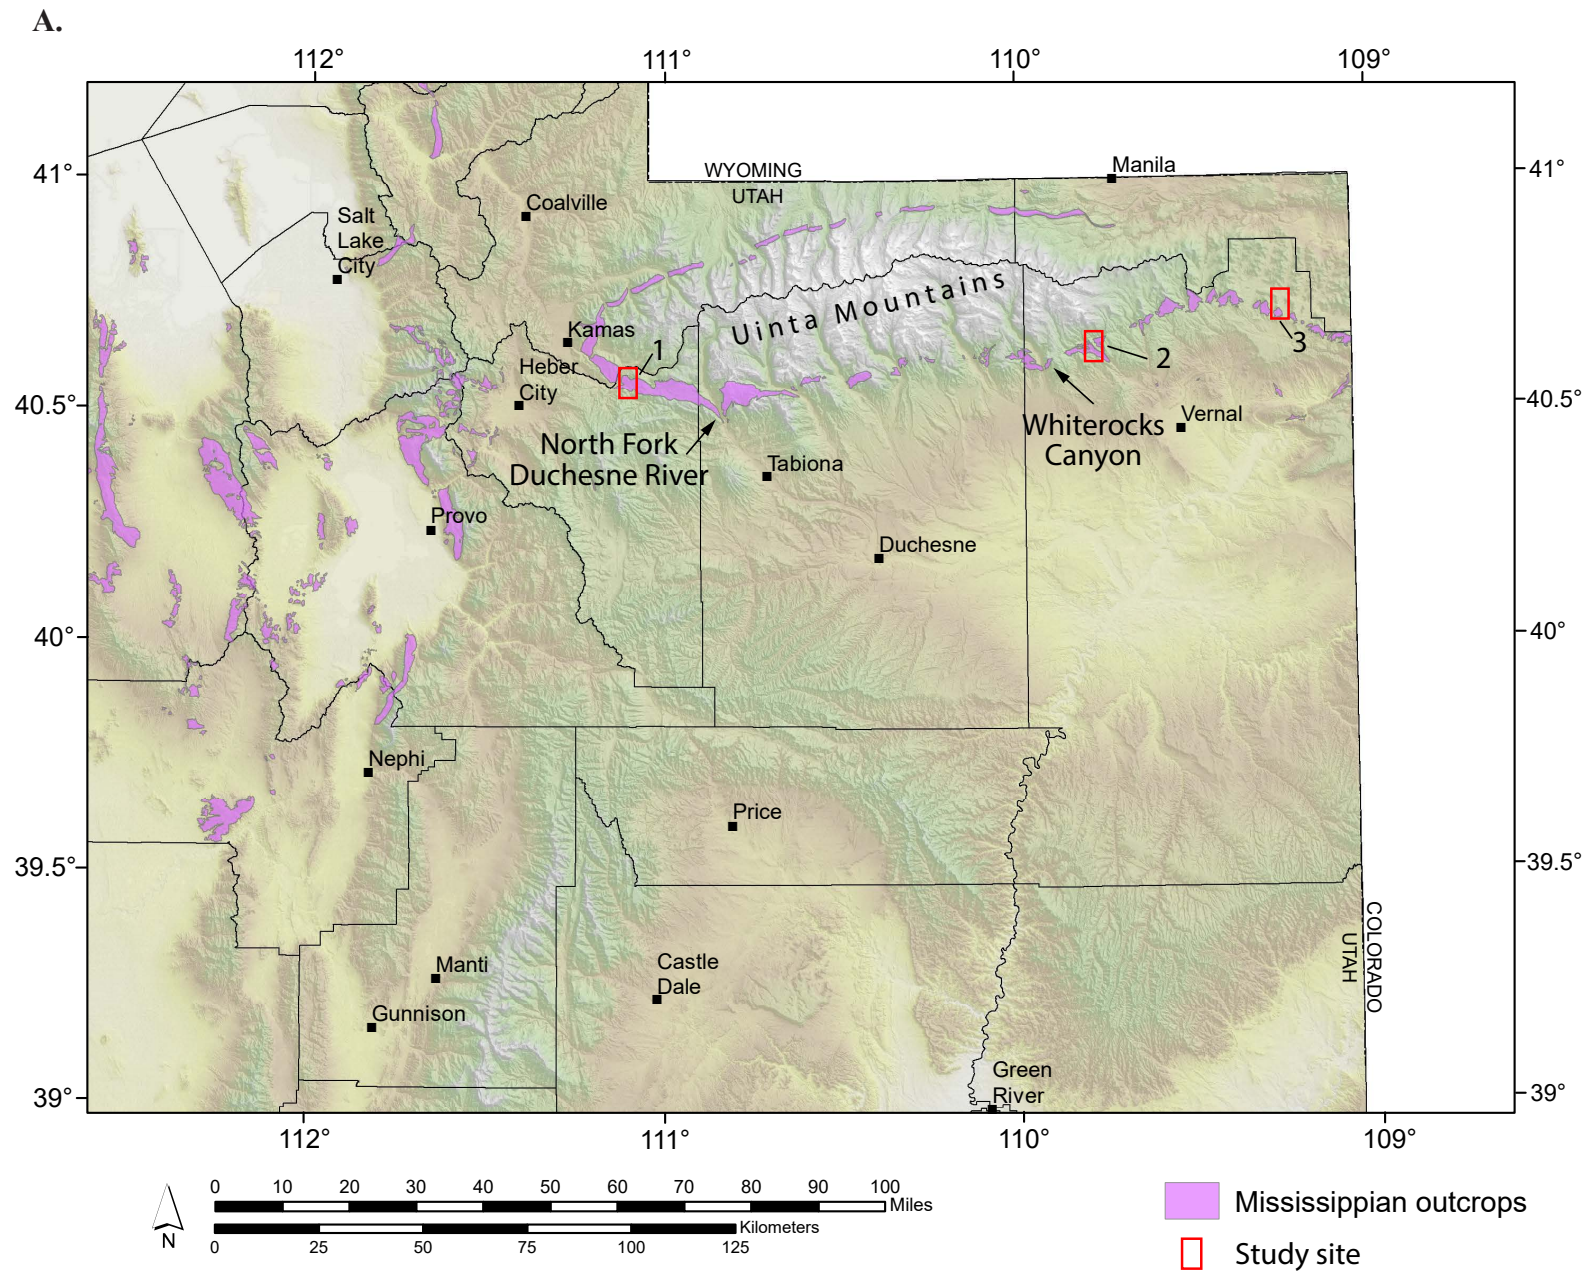 A.
112°
111°
110°
109°
41°
41°
WYOMING
UTAH
Manila
Coalville
Salt
Lake
City
Uinta Mountains
Kamas
1
2
3
Heber
City
40.5°
40.5°
Vernal
North Fork
Duchesne River
Whiterocks
Canyon
Tabiona
Provo
Duchesne
40°
40°
Nephi
Price
39.5°
39.5°
COLORADO
UTAH
Manti
Castle
Dale
Gunnison
Green
River
39°
39°
112°
111°
110°
109°
0 10 20 30 40 50 60 70 80 90 100
Miles
Kilometers
0 25 50 75 100 125
N
Mississippian outcrops
Study site